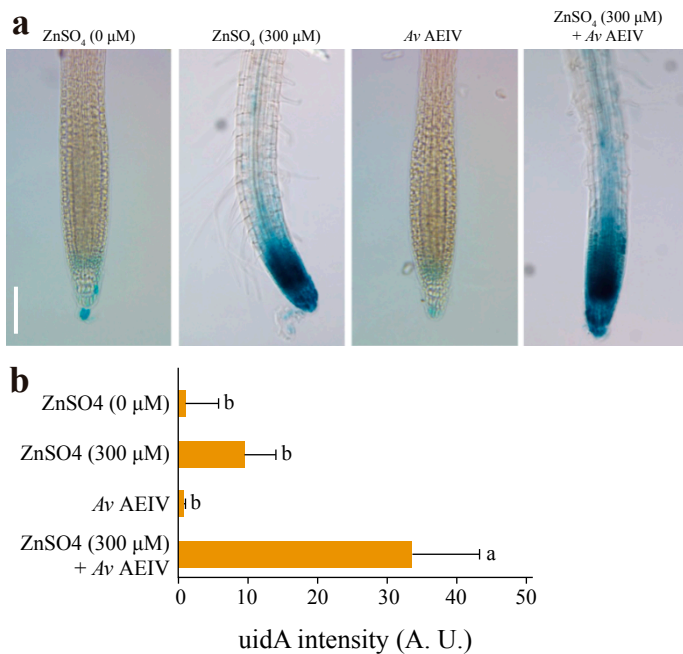 a
ZnSO₄ (0 μM)
ZnSO₄ (300 μM)
Av AEIV
ZnSO₄ (300 μM)
+ Av AEIV
b
ZnSO4 (0 μM)
b
ZnSO4 (300 μM)
b
Av AEIV
b
ZnSO4 (300 μM)
+ Av AEIV
a
0 10 20 30 40 50
uidA intensity (A. U.)